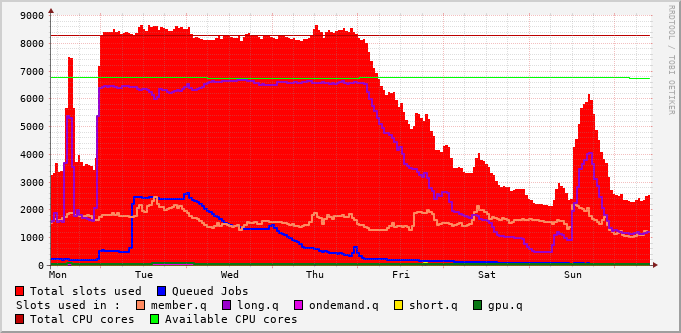 9000
8000
7000
6000
5000
4000
3000
2000
1000
0
Mon Tue Wed Thu Fri Sat Sun
Total slots used Queued Jobs
Slots used in : member.q long.q ondemand.q short.q gpu.q
Total CPU cores Available CPU cores
RRDTOOL / TOBI OETIKER